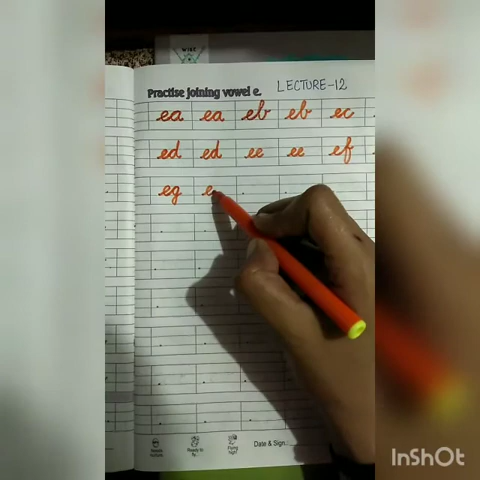 WISE
Practise joining vowel e. LECTURE-12
ea ea eb eb ec
ed ed ee ee ef
eg e
Date & Sign.:
InShOt